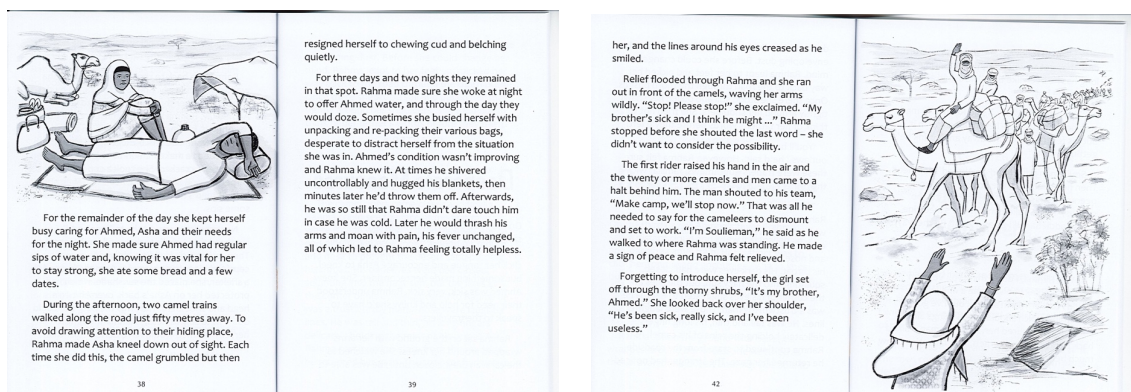 For the remainder of the day she kept herself
busy caring for Ahmed, Asha and their needs
for the night. She made sure Ahmed had regular
sips of water and, knowing it was vital for her
to stay strong, she ate some bread and a few
dates.
During the afternoon, two camel trains
walked along the road just fifty metres away. To
avoid drawing attention to their hiding place,
Rahma made Asha kneel down out of sight. Each
time she did this, the camel grumbled but then
38
resigned herself to chewing cud and belching
quietly.
For three days and two nights they remained
in that spot. Rahma made sure she woke at night
to offer Ahmed water, and through the day they
would doze. Sometimes she busied herself with
unpacking and re-packing their various bags,
desperate to distract herself from the situation
she was in. Ahmed's condition wasn't improving
and Rahma knew it. At times he shivered
uncontrollably and hugged his blankets, then
minutes later he'd throw them off. Afterwards,
he was so still that Rahma didn't dare touch him
in case he was cold. Later he would thrash his
arms and moan with pain, his fever unchanged,
all of which led to Rahma feeling totally helpless.
39
her, and the lines around his eyes creased as he
smiled.
Relief flooded through Rahma and she ran
out in front of the camels, waving her arms
wildly. "Stop! Please stop!" she exclaimed. "My
brother's sick and I think he might ..." Rahma
stopped before she shouted the last word – she
didn't want to consider the possibility.
The first rider raised his hand in the air and
the twenty or more camels and men came to a
halt behind him. The man shouted to his team,
"Make camp, we'll stop now." That was all he
needed to say for the cameleers to dismount
and set to work. "I'm Soulieman," he said as he
walked to where Rahma was standing. He made
a sign of peace and Rahma felt relieved.
Forgetting to introduce herself, the girl set
off through the thorny shrubs, "It's my brother,
Ahmed." She looked back over her shoulder,
"He's been sick, really sick, and I've been
useless."
42